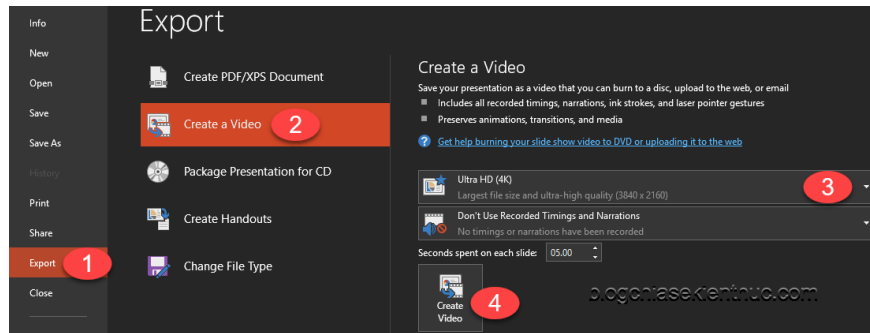 Info
New
Open
Save
Save As
History
Print
Share
Export
1
Close
Export
Create PDF/XPS Document
Create a Video
2
Package Presentation for CD
Create Handouts
Change File Type
Create a Video
Save your presentation as a video that you can burn to a disc, upload to the web, or email
Includes all recorded timings, narrations, ink strokes, and laser pointer gestures
Preserves animations, transitions, and media
Get help burning your slide show video to DVD or uploading it to the web
Ultra HD (4K)
Largest file size and ultra-high quality (3840 x 2160)
3
Don't Use Recorded Timings and Narrations
No timings or narrations have been recorded
Seconds spent on each slide: 05.00
Create
Video
4
blogchiasekienthuc.com